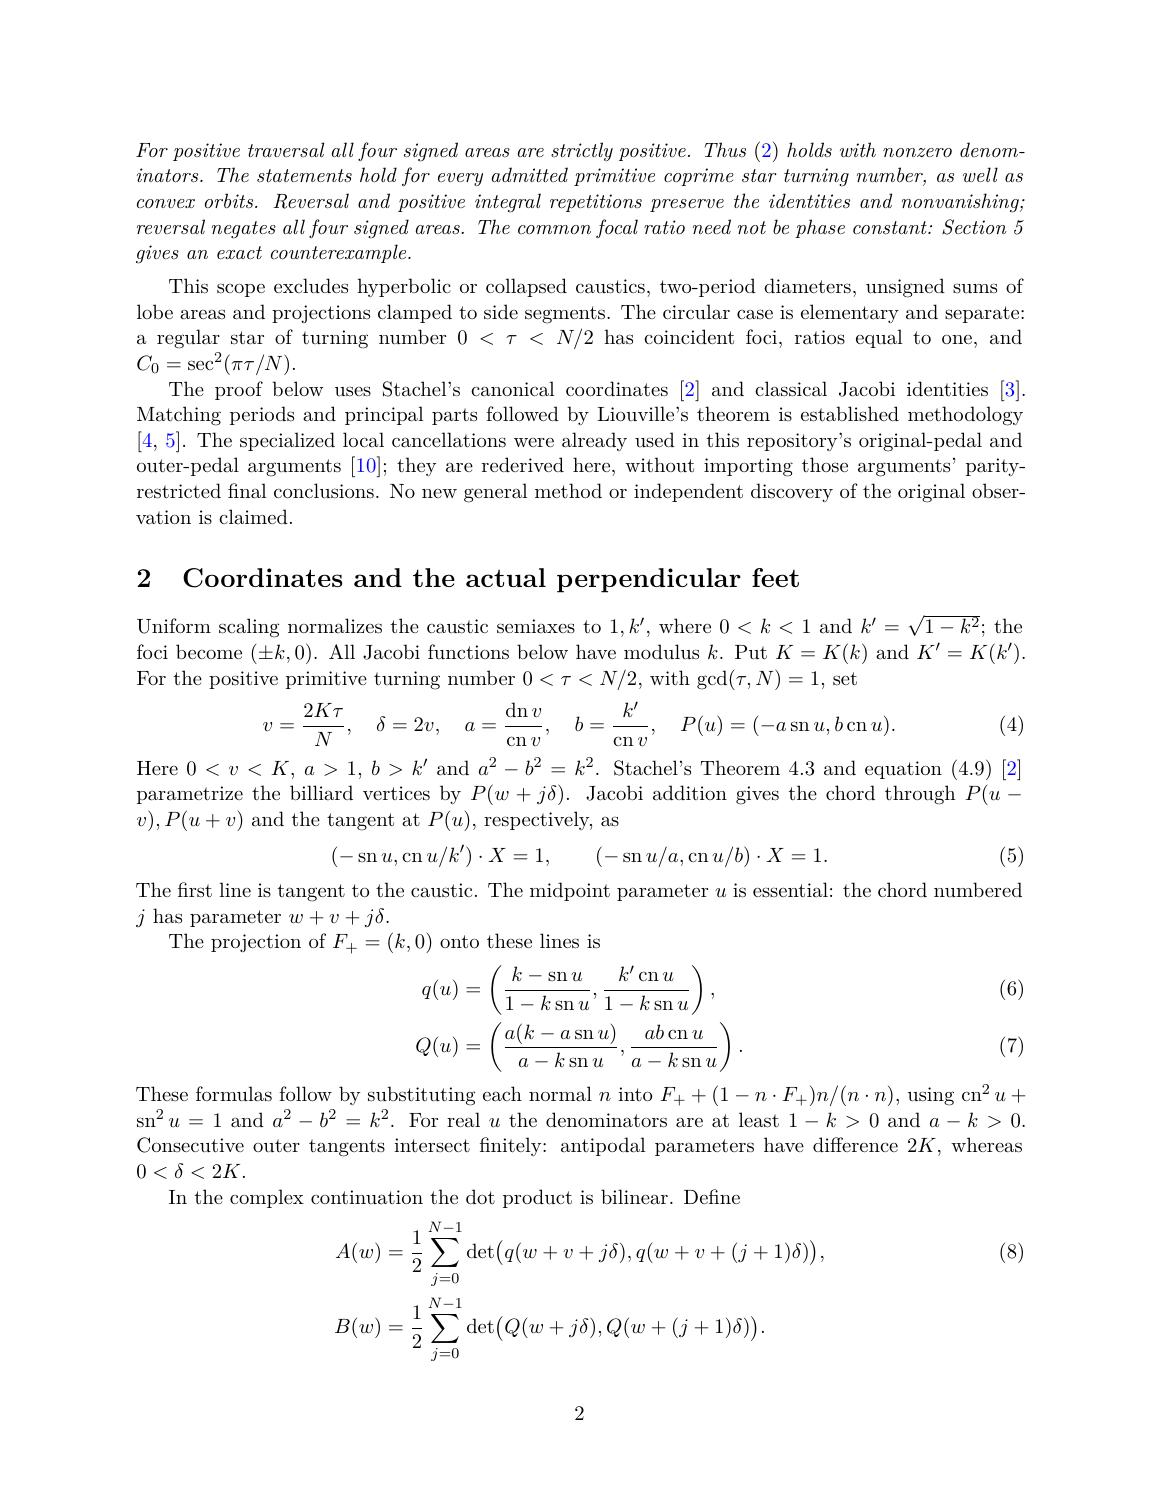 For positive traversal all four signed areas are strictly positive. Thus (2) holds with nonzero denom-
inators. The statements hold for every admitted primitive coprime star turning number, as well as
convex orbits. Reversal and positive integral repetitions preserve the identities and nonvanishing;
reversal negates all four signed areas. The common focal ratio need not be phase constant: Section 5
gives an exact counterexample.
This scope excludes hyperbolic or collapsed caustics, two-period diameters, unsigned sums of
lobe areas and projections clamped to side segments. The circular case is elementary and separate:
a regular star of turning number 0 < τ < N/2 has coincident foci, ratios equal to one, and
C₀ = sec²(πτ/N).
The proof below uses Stachel's canonical coordinates [2] and classical Jacobi identities [3].
Matching periods and principal parts followed by Liouville's theorem is established methodology
[4, 5]. The specialized local cancellations were already used in this repository's original-pedal and
outer-pedal arguments [10]; they are rederived here, without importing those arguments' parity-
restricted final conclusions. No new general method or independent discovery of the original obser-
vation is claimed.
2 Coordinates and the actual perpendicular feet
Uniform scaling normalizes the caustic semiaxes to 1, k′, where 0 < k < 1 and k′ = √(1 − k²); the
foci become (±k, 0). All Jacobi functions below have modulus k. Put K = K(k) and K′ = K(k′).
For the positive primitive turning number 0 < τ < N/2, with gcd(τ, N) = 1, set
v = 2Kτ/N, δ = 2v, a = dn v/cn v, b = k′/cn v, P(u) = (−a sn u, b cn u). (4)
Here 0 < v < K, a > 1, b > k′ and a² − b² = k². Stachel's Theorem 4.3 and equation (4.9) [2]
parametrize the billiard vertices by P(w + jδ). Jacobi addition gives the chord through P(u −
v), P(u + v) and the tangent at P(u), respectively, as
(− sn u, cn u/k′) · X = 1, (− sn u/a, cn u/b) · X = 1. (5)
The first line is tangent to the caustic. The midpoint parameter u is essential: the chord numbered
j has parameter w + v + jδ.
The projection of F₊ = (k, 0) onto these lines is
q(u) = ( (k − sn u)/(1 − k sn u), (k′ cn u)/(1 − k sn u) ), (6)
Q(u) = ( a(k − a sn u)/(a − k sn u), (ab cn u)/(a − k sn u) ). (7)
These formulas follow by substituting each normal n into F₊ + (1 − n · F₊)n/(n · n), using cn² u +
sn² u = 1 and a² − b² = k². For real u the denominators are at least 1 − k > 0 and a − k > 0.
Consecutive outer tangents intersect finitely: antipodal parameters have difference 2K, whereas
0 < δ < 2K.
In the complex continuation the dot product is bilinear. Define
A(w) = 1/2 ∑_{j=0}^{N−1} det(q(w + v + jδ), q(w + v + (j + 1)δ)), (8)
B(w) = 1/2 ∑_{j=0}^{N−1} det(Q(w + jδ), Q(w + (j + 1)δ)).
2